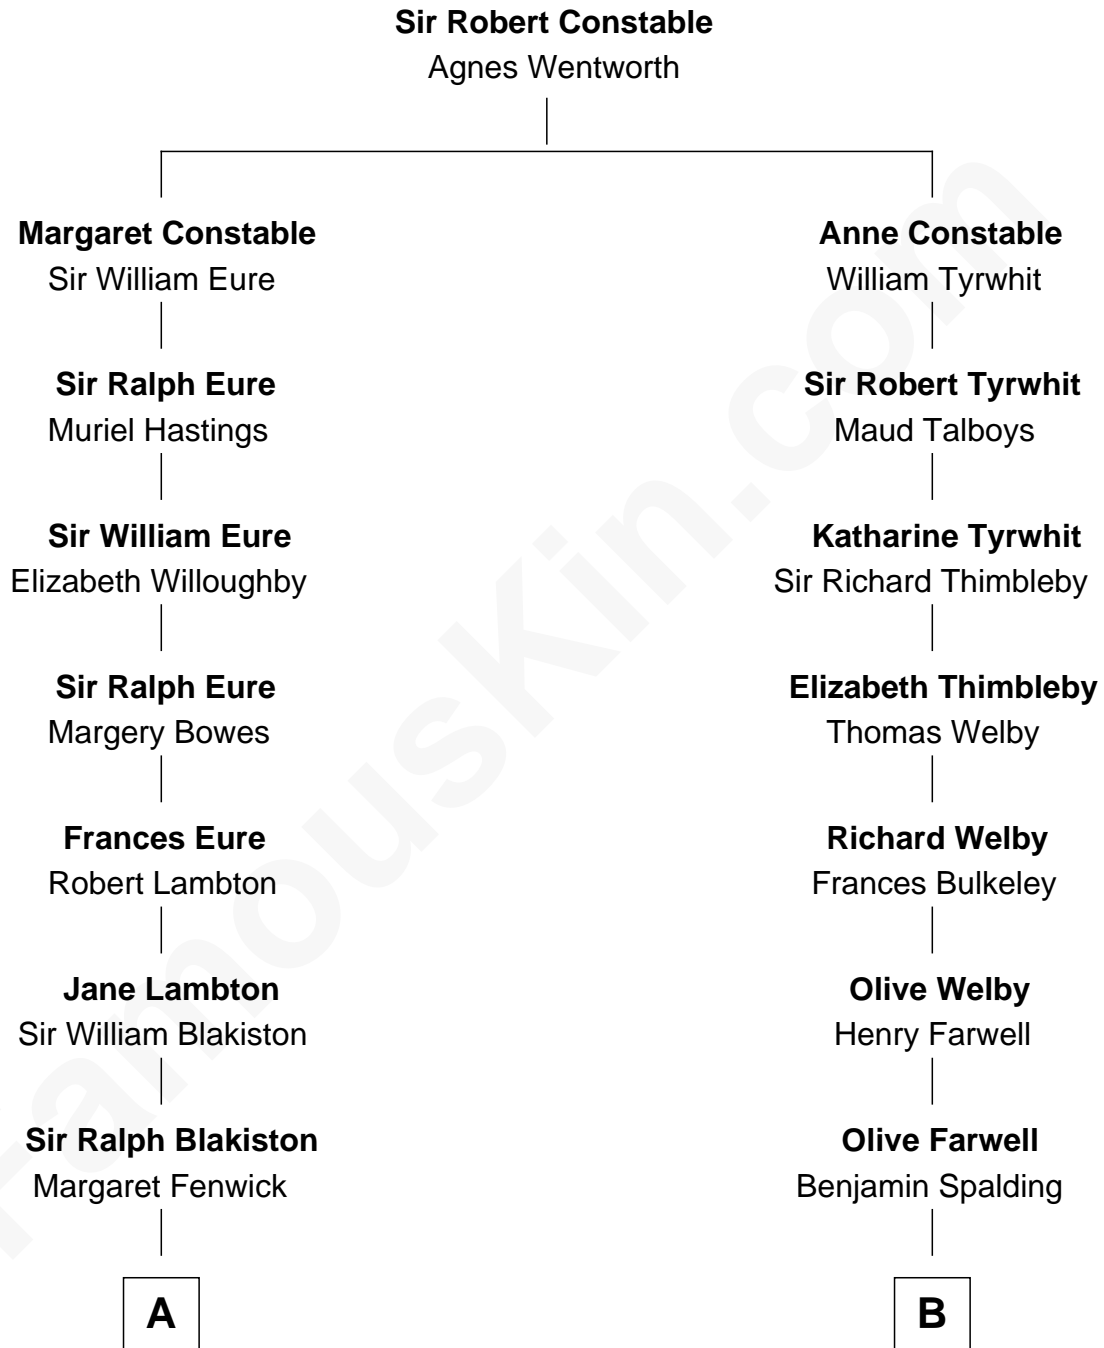 Sir Robert Constable
Agnes Wentworth
Margaret Constable
Sir William Eure
Sir Ralph Eure
Muriel Hastings
Sir William Eure
Elizabeth Willoughby
Sir Ralph Eure
Margery Bowes
Frances Eure
Robert Lambton
Jane Lambton
Sir William Blakiston
Sir Ralph Blakiston
Margaret Fenwick
A
Anne Constable
William Tyrwhit
Sir Robert Tyrwhit
Maud Talboys
Katharine Tyrwhit
Sir Richard Thimbleby
Elizabeth Thimbleby
Thomas Welby
Richard Welby
Frances Bulkeley
Olive Welby
Henry Farwell
Olive Farwell
Benjamin Spalding
B
FamousKin.com